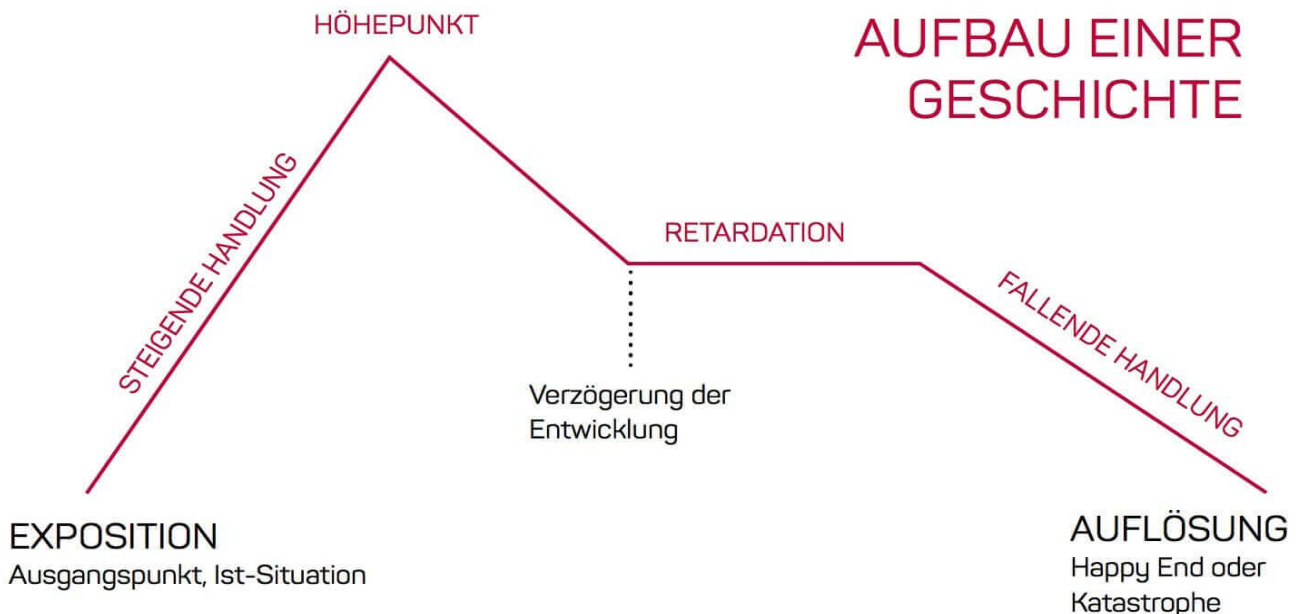 AUFBAU EINER
GESCHICHTE
HÖHEPUNKT
STEIGENDE HANDLUNG
RETARDATION
Verzögerung der
Entwicklung
FALLENDE HANDLUNG
EXPOSITION
Ausgangspunkt, Ist-Situation
AUFLÖSUNG
Happy End oder
Katastrophe